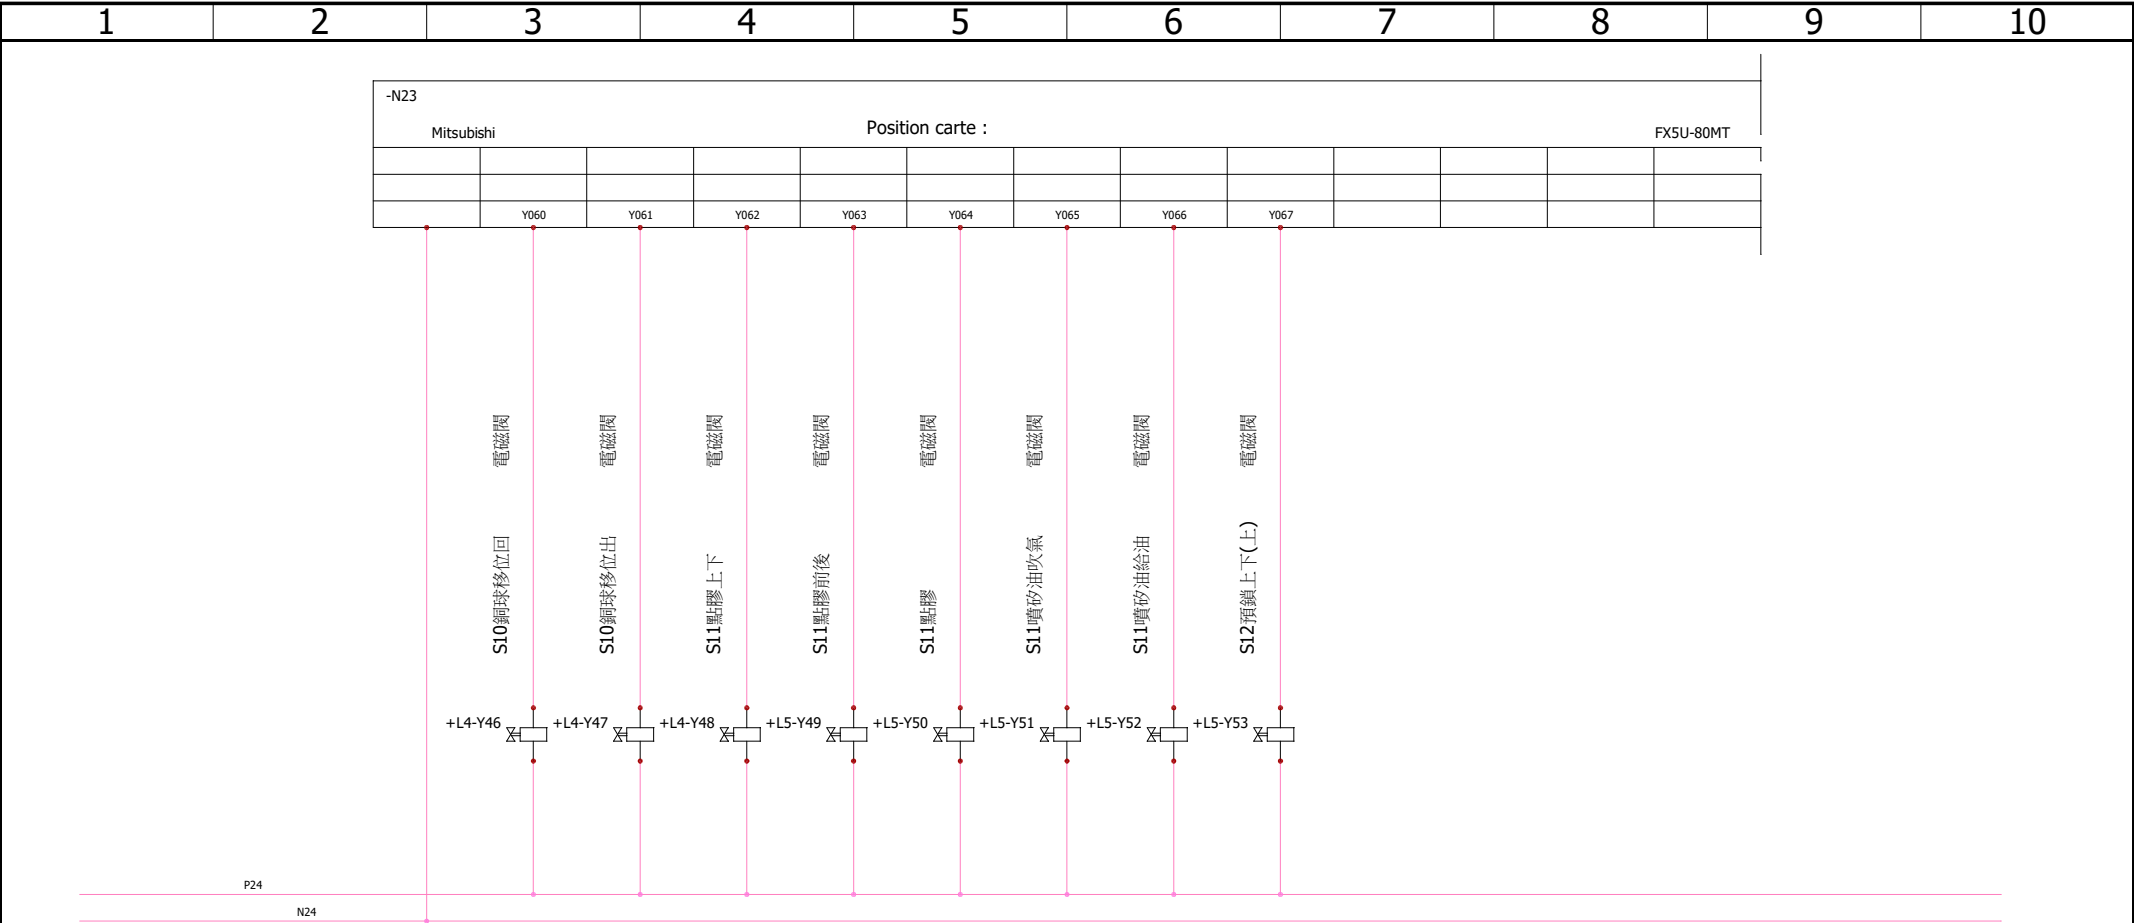 1 2 3 4 5 6 7 8 9 10
-N23
Mitsubishi Position carte : FX5U-80MT
Y060 Y061 Y062 Y063 Y064 Y065 Y066 Y067
S10銅球移位回 電磁閥
S10銅球移位出 電磁閥
S11點膠上下 電磁閥
S11點膠前後 電磁閥
S11點膠 電磁閥
S11噴矽油吹氣 電磁閥
S11噴矽油給油 電磁閥
S12預鎖上下(上) 電磁閥
+L4-Y46 +L4-Y47 +L4-Y48 +L5-Y49 +L5-Y50 +L5-Y51 +L5-Y52 +L5-Y53
P24
N24